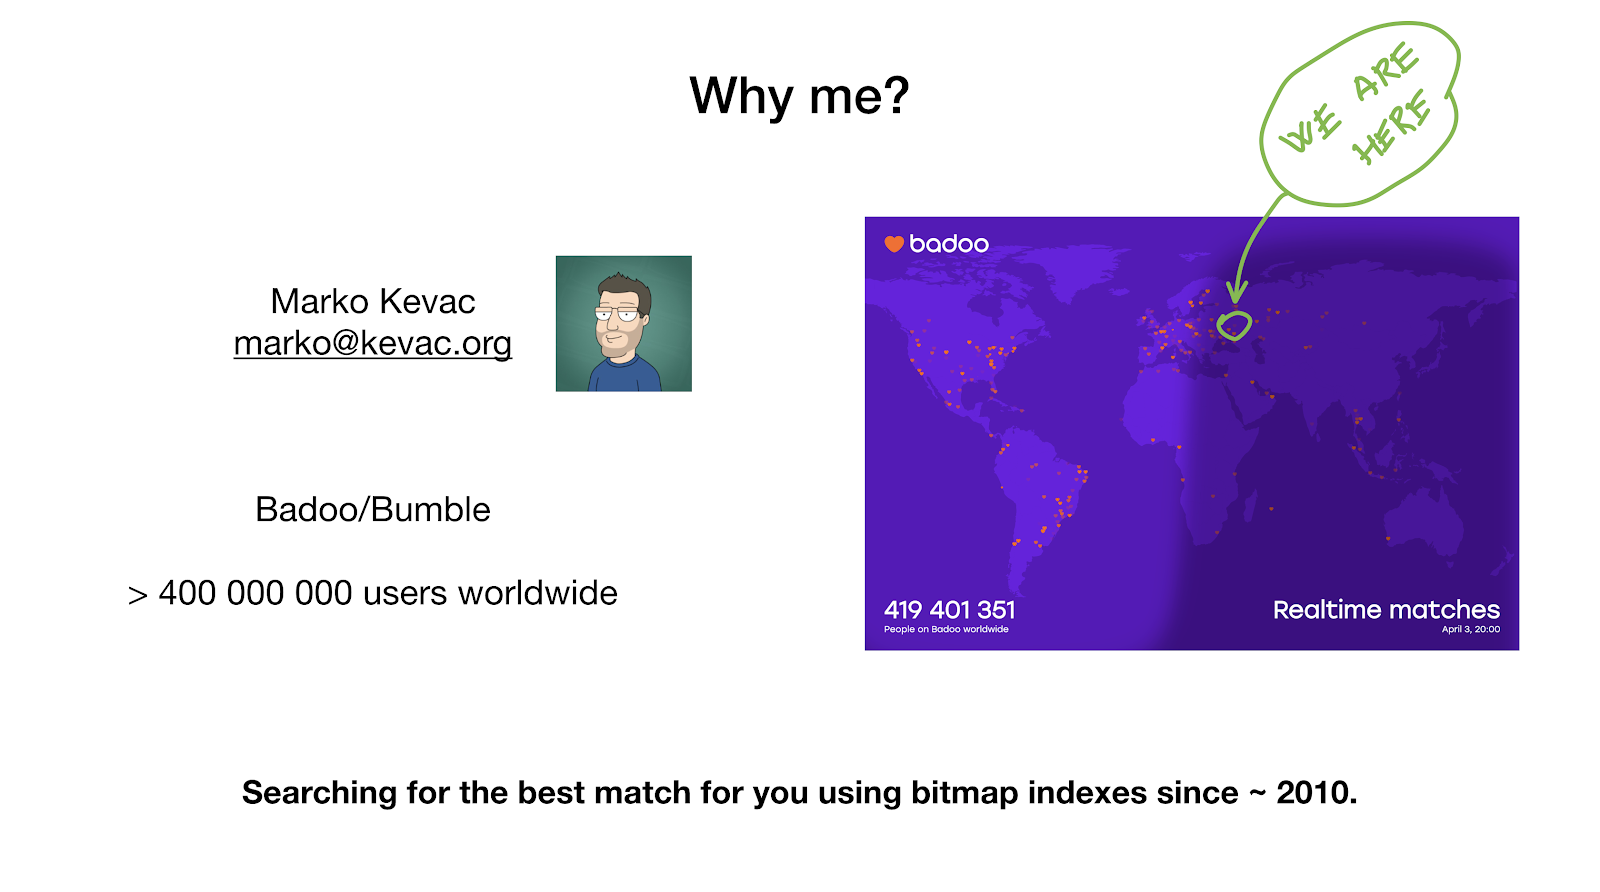 Why me?
WE ARE
HERE
Marko Kevac
marko@kevac.org
badoo
Badoo/Bumble
> 400 000 000 users worldwide
419 401 351
People on Badoo worldwide
Realtime matches
April 3, 20:00
Searching for the best match for you using bitmap indexes since ~ 2010.